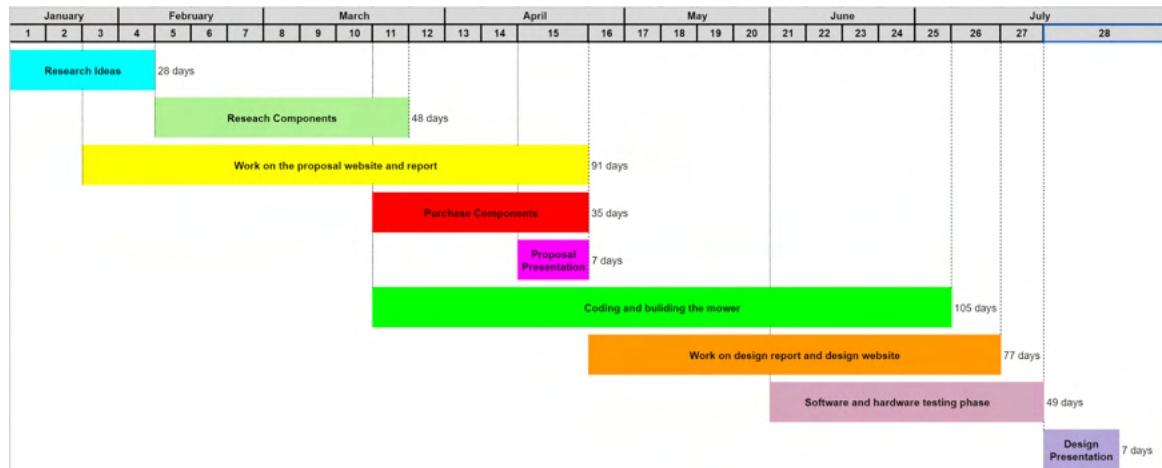 January February March April May June July
1 2 3 4 5 6 7 8 9 10 11 12 13 14 15 16 17 18 19 20 21 22 23 24 25 26 27 28
Research Ideas 28 days
Reseach Components 48 days
Work on the proposal website and report 91 days
Purchase Components 35 days
Proposal
Presentation 7 days
Coding and buliding the mower 105 days
Work on design report and design website 77 days
Software and hardware testing phase 49 days
Design
Presentation 7 days